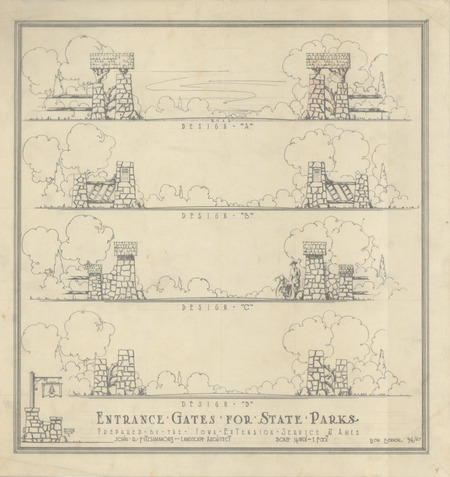 DESIGN · "A"
DESIGN · "B"
DESIGN · "C"
DESIGN · "D"
ENTRANCE · GATES · FOR · STATE · PARKS
PREPARED · BY · THE · IOWA · EXTENSION · SERVICE AT AMES
JOHN R. FITZSIMMONS — LANDSCAPE ARCHITECT SCALE